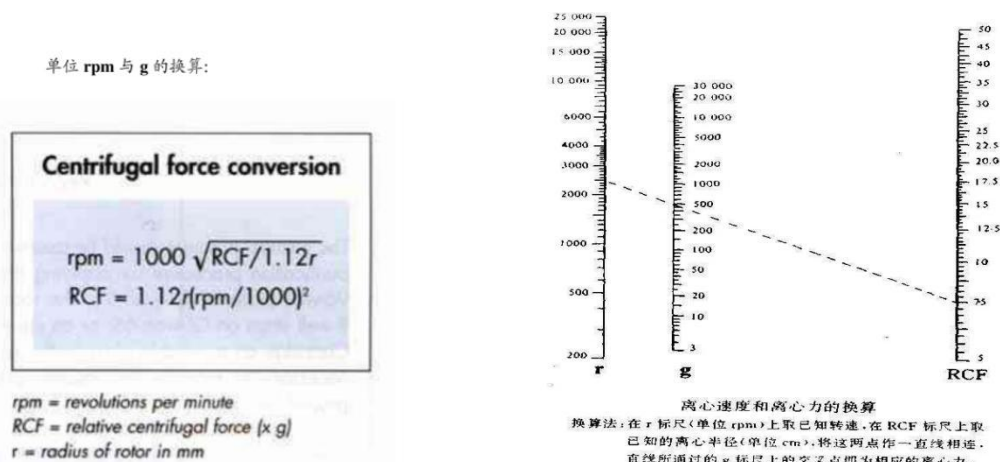 单位 rpm 与 g 的换算:
Centrifugal force conversion
rpm = 1000 √RCF/1.12r
RCF = 1.12r(rpm/1000)²
rpm = revolutions per minute
RCF = relative centrifugal force (x g)
r = radius of rotor in mm
25 000
20 000
15 000
10 000
6000
4000
3000
2000
1000
500
200
r
30 000
20 000
10 000
5000
2000
1000
500
200
100
50
20
10
3
g
50
45
40
35
30
25
22.5
20.0
17.5
15
12.5
10
75
5
RCF
离心速度和离心力的换算
换算法:在 r 标尺(单位 rpm)上取已知转速,在 RCF 标尺上取
已知的离心半径(单位 cm),将这两点作一直线相连,
直线所通过的 g 标尺上的交叉点即为相应的离心力